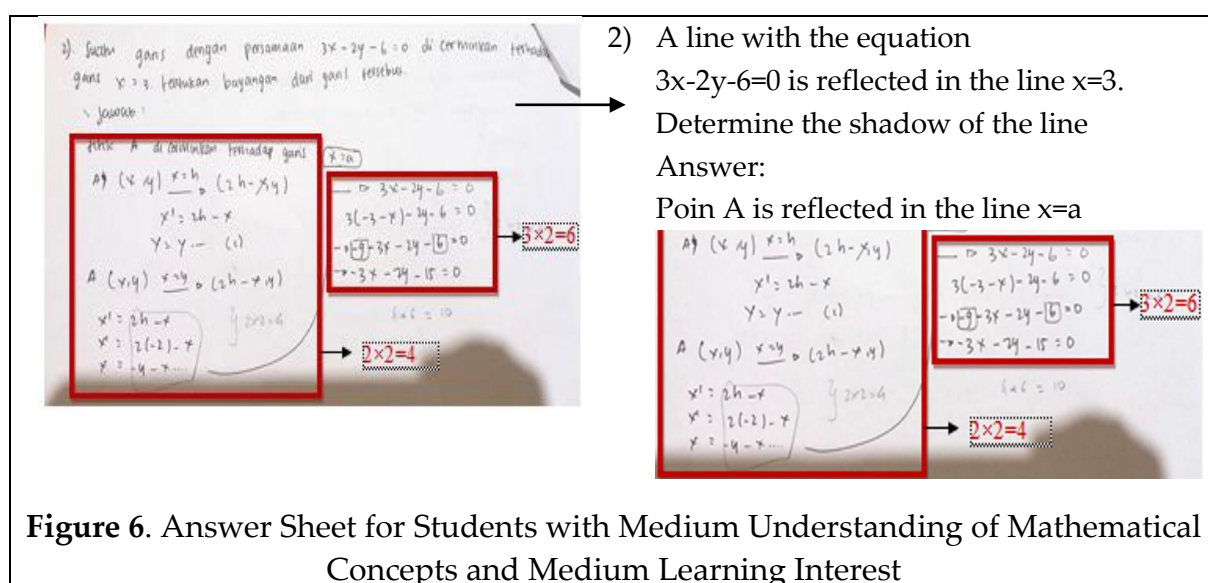 2). Suatu garis dengan persamaan 3x-2y-6=0 di cerminkan terhadap
garis x=3. tentukan bayangan dari garis tersebut.
jawab:
titik A di cerminkan terhadap garis x=a
A (x,y) x=h (2h-x,y)
x'=2h-x
y=y... (1)
A (x,y) (2h-x,y)
x'=2h-x
x'=2(-2)-x
x=-4-x...
2x2=4
3x-2y-6=0
3(-3-x)-2y-6=0
-9-3x-2y-6=0
-3x-2y-15=0
= 10
3×2=6
2×2=4
2) A line with the equation
3x-2y-6=0 is reflected in the line x=3.
Determine the shadow of the line
Answer:
Poin A is reflected in the line x=a
A (x,y) x=h (2h-x,y)
x'=2h-x
y=y... (1)
A (x,y) (2h-x,y)
x'=2h-x
x'=2(-2)-x
x=-4-x...
2x2=4
3x-2y-6=0
3(-3-x)-2y-6=0
-9-3x-2y-6=0
-3x-2y-15=0
= 10
3×2=6
2×2=4
Figure 6. Answer Sheet for Students with Medium Understanding of Mathematical
Concepts and Medium Learning Interest